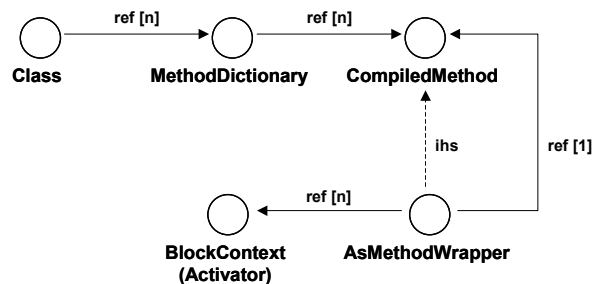 ref [n]
ref [n]
Class
MethodDictionary
CompiledMethod
ihs
ref [1]
ref [n]
BlockContext
(Activator)
AsMethodWrapper